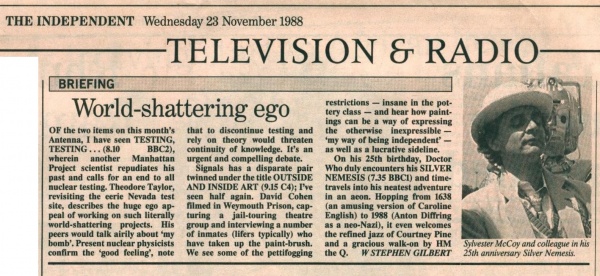 THE INDEPENDENT Wednesday 23 November 1988
TELEVISION & RADIO
BRIEFING
World-shattering ego
OF the two items on this month's
Antenna, I have seen TESTING,
TESTING . . . (8.10 BBC2),
wherein another Manhattan
Project scientist repudiates his
past and calls for an end to all
nuclear testing. Theodore Taylor,
revisiting the eerie Nevada test
site, describes the huge ego ap-
peal of working on such literally
world-shattering projects. His
peers would talk airily about 'my
bomb'. Present nuclear physicists
confirm the 'good feeling', note
that to discontinue testing and
rely on theory would threaten
continuity of knowledge. It's an
urgent and compelling debate.
Signals has a disparate pair
twinned under the title OUTSIDE
AND INSIDE ART (9.15 C4); I've
seen half again. David Cohen
filmed in Weymouth Prison, cap-
turing a jail-touring theatre
group and interviewing a number
of inmates (lifers typically) who
have taken up the paint-brush.
We see some of the pettifogging
restrictions — insane in the pot-
tery class — and hear how paint-
ings can be a way of expressing
the otherwise inexpressible —
'my way of being independent' —
as well as a lucrative sideline.
On his 25th birthday, Doctor
Who duly encounters his SILVER
NEMESIS (7.35 BBC1) and time-
travels into his neatest adventure
in an aeon. Hopping from 1638
(an amusing version of Caroline
English) to 1988 (Anton Diffring
as a neo-Nazi), it even welcomes
the refined jazz of Courtney Pine
and a gracious walk-on by HM
the Q. W STEPHEN GILBERT
Sylvester McCoy and colleague in his
25th anniversary Silver Nemesis.